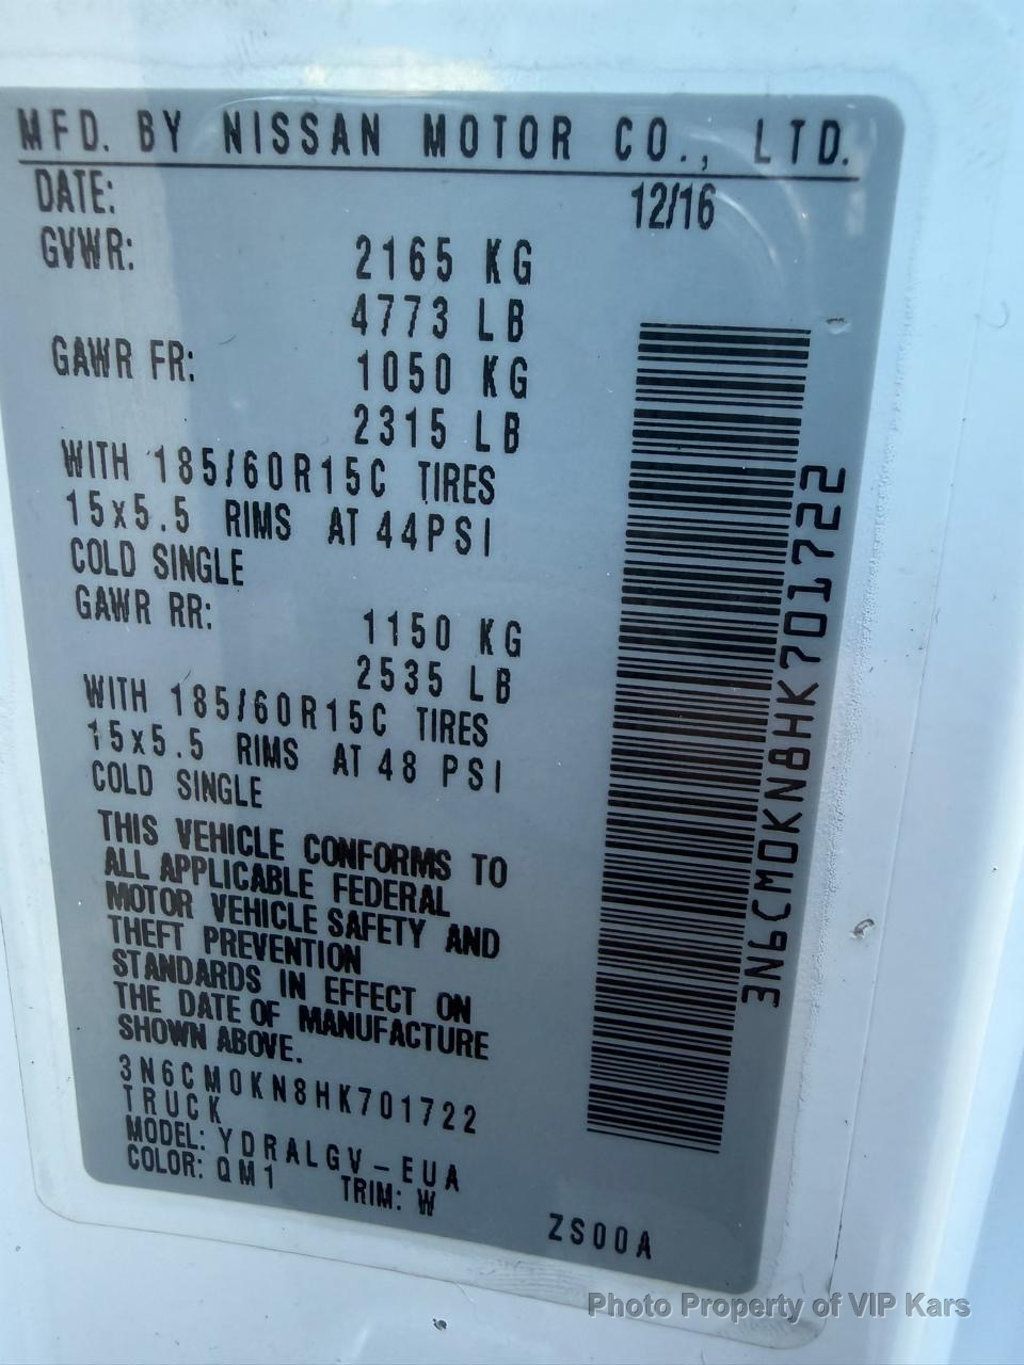 MFD. BY NISSAN MOTOR CO., LTD.
DATE: 12/16
GVWR: 2165 KG
4773 LB
GAWR FR: 1050 KG
2315 LB
WITH 185/60R15C TIRES
15x5.5 RIMS AT 44PSI
COLD SINGLE
GAWR RR: 1150 KG
2535 LB
WITH 185/60R15C TIRES
15x5.5 RIMS AT 48 PSI
COLD SINGLE
THIS VEHICLE CONFORMS TO
ALL APPLICABLE FEDERAL
MOTOR VEHICLE SAFETY AND
THEFT PREVENTION
STANDARDS IN EFFECT ON
THE DATE OF MANUFACTURE
SHOWN ABOVE.
3N6CM0KN8HK701722
TRUCK
MODEL: YDRALGV-EUA
COLOR: QM1 TRIM: W
ZS00A
3N6CM0KN8HK701722
Photo Property of VIP Kars